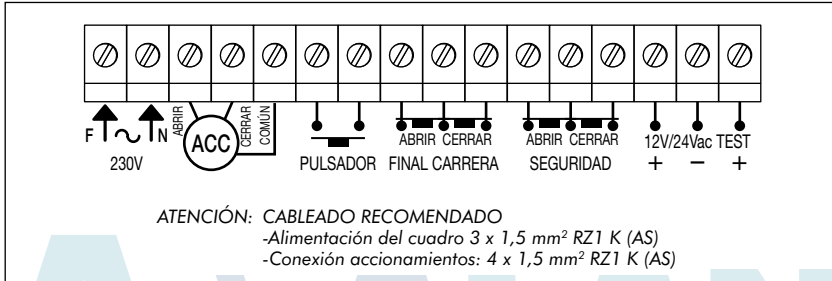 F N ABRIR ACC CERRAR COMÚN
230V
PULSADOR
ABRIR CERRAR
FINAL CARRERA
ABRIR CERRAR
SEGURIDAD
12V/24Vac TEST
+ − +
ATENCIÓN: CABLEADO RECOMENDADO
-Alimentación del cuadro 3 x 1,5 mm² RZ1 K (AS)
-Conexión accionamientos: 4 x 1,5 mm² RZ1 K (AS)